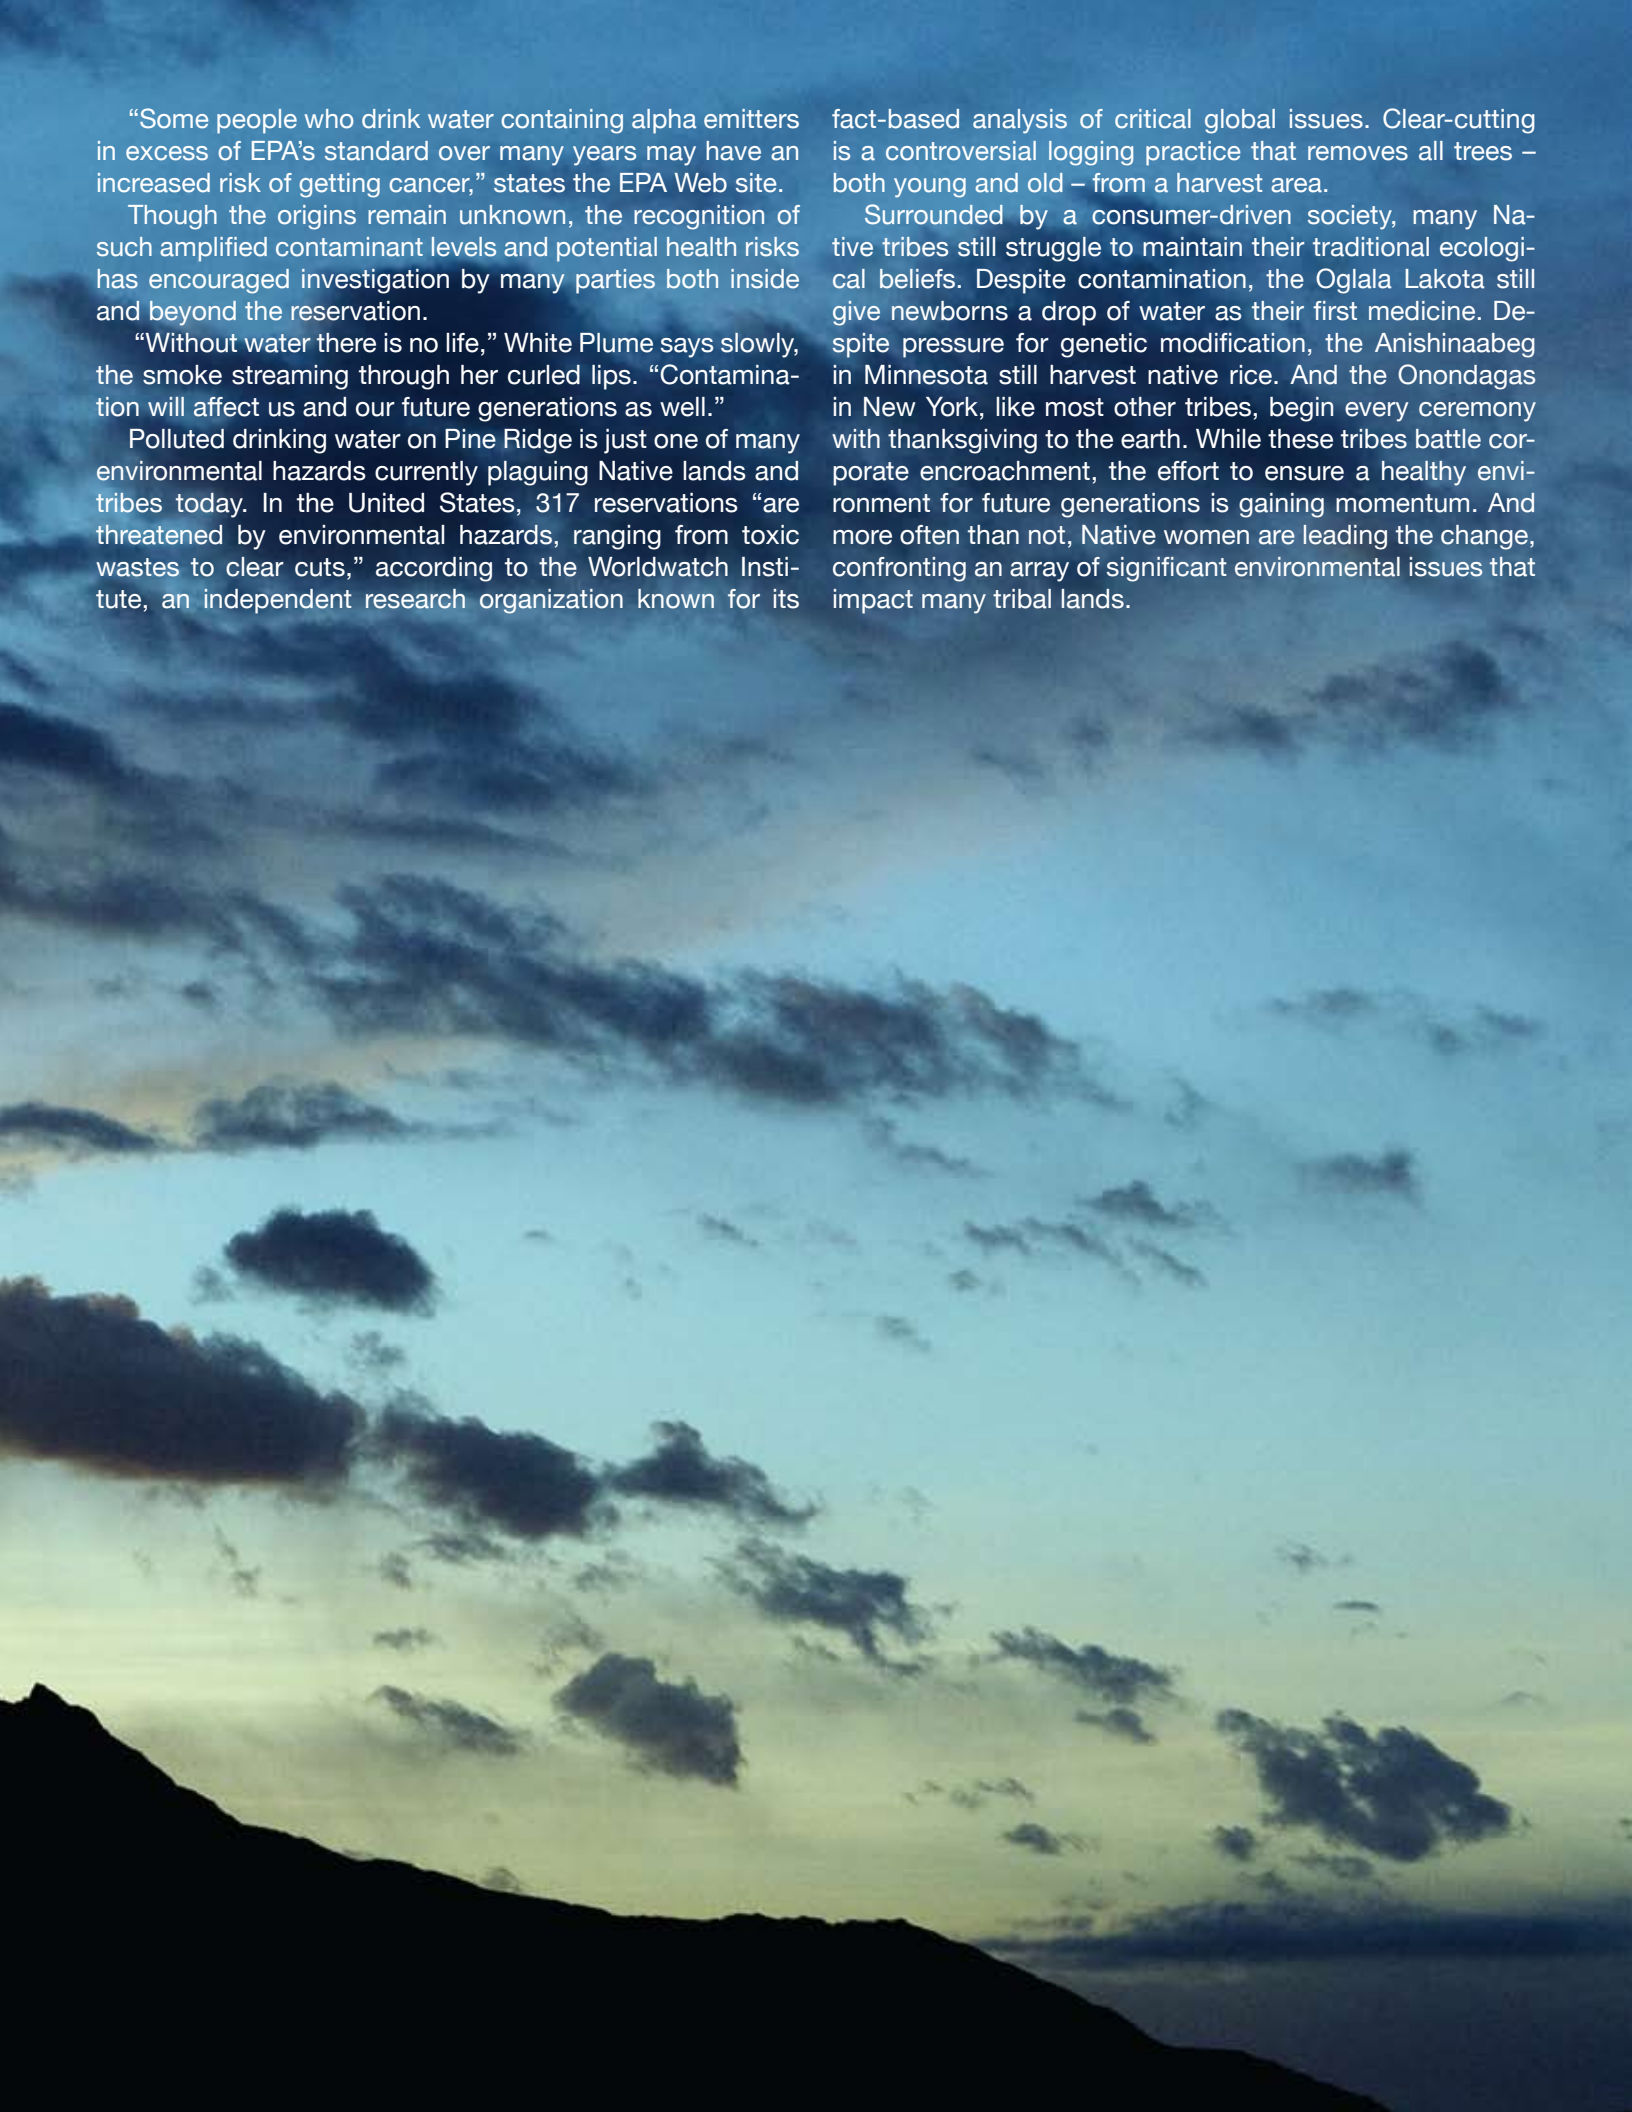 “Some people who drink water containing alpha emitters
in excess of EPA’s standard over many years may have an
increased risk of getting cancer,” states the EPA Web site.
Though the origins remain unknown, the recognition of
such amplified contaminant levels and potential health risks
has encouraged investigation by many parties both inside
and beyond the reservation.
“Without water there is no life,” White Plume says slowly,
the smoke streaming through her curled lips. “Contamina-
tion will affect us and our future generations as well.”
Polluted drinking water on Pine Ridge is just one of many
environmental hazards currently plaguing Native lands and
tribes today. In the United States, 317 reservations “are
threatened by environmental hazards, ranging from toxic
wastes to clear cuts,” according to the Worldwatch Insti-
tute, an independent research organization known for its
fact-based analysis of critical global issues. Clear-cutting
is a controversial logging practice that removes all trees –
both young and old – from a harvest area.
Surrounded by a consumer-driven society, many Na-
tive tribes still struggle to maintain their traditional ecologi-
cal beliefs. Despite contamination, the Oglala Lakota still
give newborns a drop of water as their first medicine. De-
spite pressure for genetic modification, the Anishinaabeg
in Minnesota still harvest native rice. And the Onondagas
in New York, like most other tribes, begin every ceremony
with thanksgiving to the earth. While these tribes battle cor-
porate encroachment, the effort to ensure a healthy envi-
ronment for future generations is gaining momentum. And
more often than not, Native women are leading the change,
confronting an array of significant environmental issues that
impact many tribal lands.